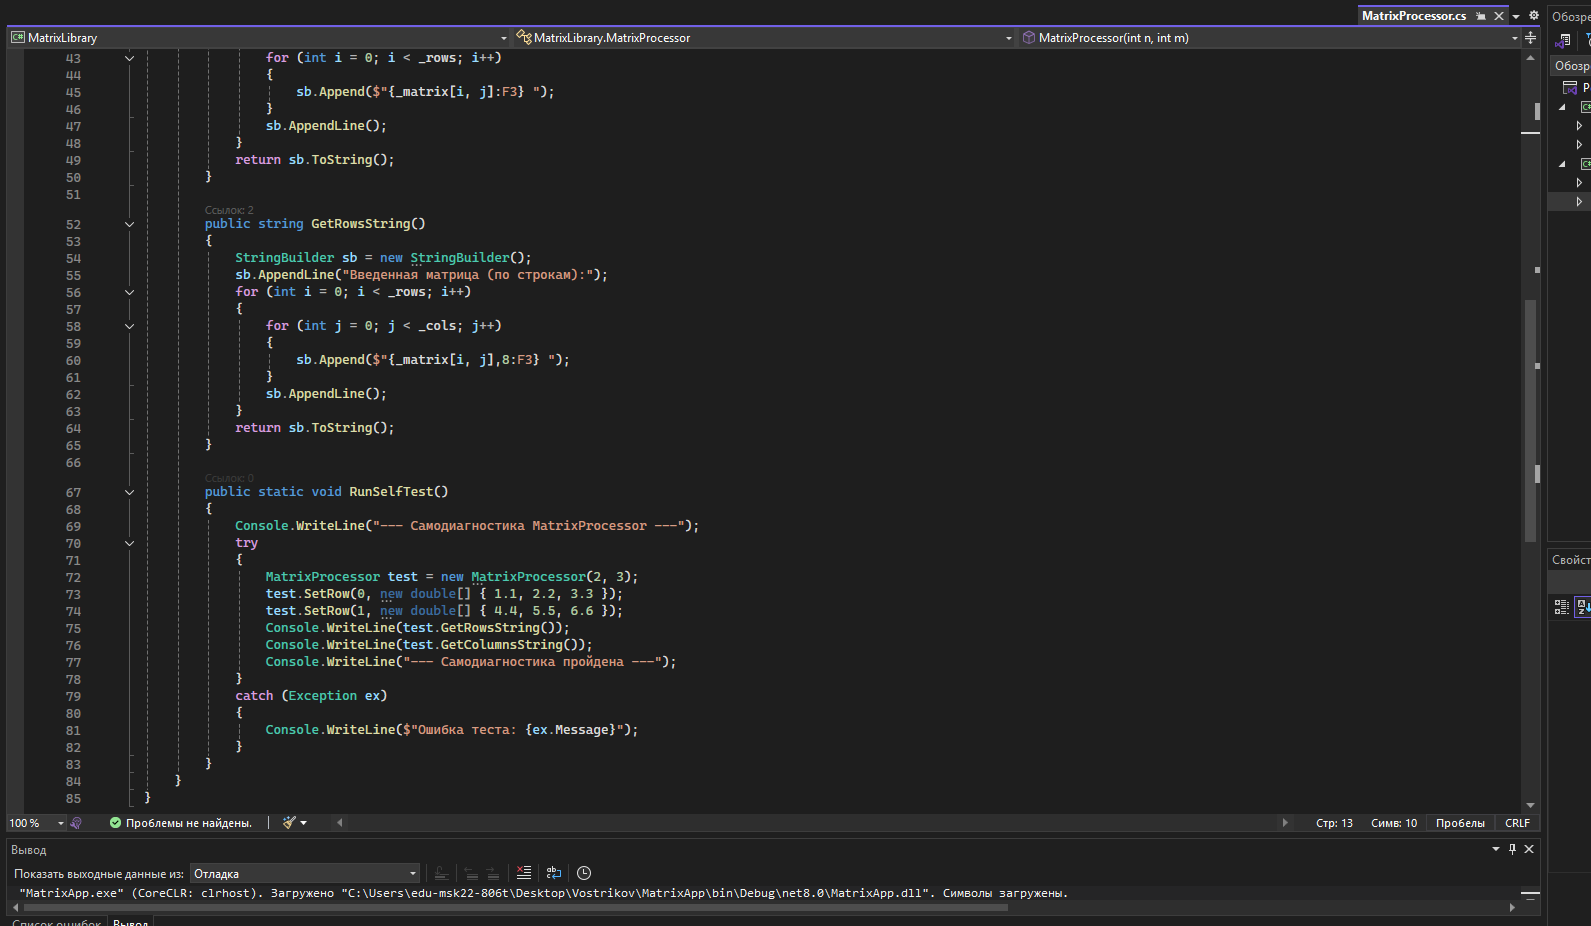 MatrixProcessor.cs
Обозре
C# MatrixLibrary
MatrixLibrary.MatrixProcessor
MatrixProcessor(int n, int m)
Обозре
43 for (int i = 0; i < _rows; i++)
44 {
45 sb.Append($"{_matrix[i, j]:F3} ");
46 }
47 sb.AppendLine();
48 }
49 return sb.ToString();
50 }
51
Ссылок: 2
52 public string GetRowsString()
53 {
54 StringBuilder sb = new StringBuilder();
55 sb.AppendLine("Введенная матрица (по строкам):");
56 for (int i = 0; i < _rows; i++)
57 {
58 for (int j = 0; j < _cols; j++)
59 {
60 sb.Append($"{_matrix[i, j],8:F3} ");
61 }
62 sb.AppendLine();
63 }
64 return sb.ToString();
65 }
66
Ссылок: 0
67 public static void RunSelfTest()
68 {
69 Console.WriteLine("--- Самодиагностика MatrixProcessor ---");
70 try
71 {
72 MatrixProcessor test = new MatrixProcessor(2, 3);
73 test.SetRow(0, new double[] { 1.1, 2.2, 3.3 });
74 test.SetRow(1, new double[] { 4.4, 5.5, 6.6 });
75 Console.WriteLine(test.GetRowsString());
76 Console.WriteLine(test.GetColumnsString());
77 Console.WriteLine("--- Самодиагностика пройдена ---");
78 }
79 catch (Exception ex)
80 {
81 Console.WriteLine($"Ошибка теста: {ex.Message}");
82 }
83 }
84 }
85 }
Свойст
100 %
Проблемы не найдены.
Стр: 13 Симв: 10 Пробелы CRLF
Вывод
Показать выходные данные из: Отладка
"MatrixApp.exe" (CoreCLR: clrhost). Загружено "C:\Users\edu-msk22-806t\Desktop\Vostrikov\MatrixApp\bin\Debug\net8.0\MatrixApp.dll". Символы загружены.
Список ошибок Вывод